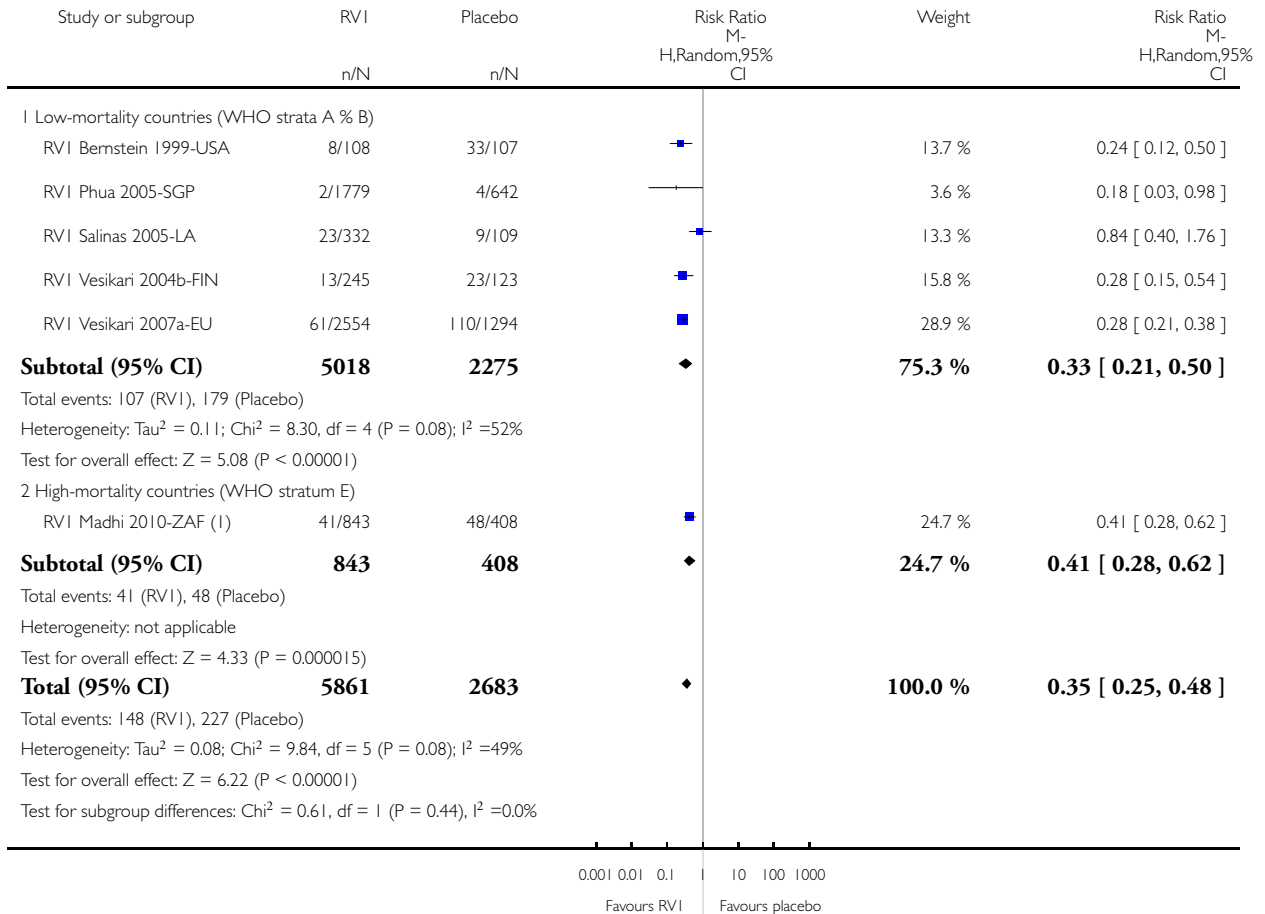 Study or subgroup RV1 Placebo Risk Ratio Weight Risk Ratio
M- M-
H,Random,95% H,Random,95%
n/N n/N CI CI
1 Low-mortality countries (WHO strata A % B)
RV1 Bernstein 1999-USA 8/108 33/107 13.7 % 0.24 [ 0.12, 0.50 ]
RV1 Phua 2005-SGP 2/1779 4/642 3.6 % 0.18 [ 0.03, 0.98 ]
RV1 Salinas 2005-LA 23/332 9/109 13.3 % 0.84 [ 0.40, 1.76 ]
RV1 Vesikari 2004b-FIN 13/245 23/123 15.8 % 0.28 [ 0.15, 0.54 ]
RV1 Vesikari 2007a-EU 61/2554 110/1294 28.9 % 0.28 [ 0.21, 0.38 ]
Subtotal (95% CI) 5018 2275 75.3 % 0.33 [ 0.21, 0.50 ]
Total events: 107 (RV1), 179 (Placebo)
Heterogeneity: Tau² = 0.11; Chi² = 8.30, df = 4 (P = 0.08); I² =52%
Test for overall effect: Z = 5.08 (P < 0.00001)
2 High-mortality countries (WHO stratum E)
RV1 Madhi 2010-ZAF (1) 41/843 48/408 24.7 % 0.41 [ 0.28, 0.62 ]
Subtotal (95% CI) 843 408 24.7 % 0.41 [ 0.28, 0.62 ]
Total events: 41 (RV1), 48 (Placebo)
Heterogeneity: not applicable
Test for overall effect: Z = 4.33 (P = 0.000015)
Total (95% CI) 5861 2683 100.0 % 0.35 [ 0.25, 0.48 ]
Total events: 148 (RV1), 227 (Placebo)
Heterogeneity: Tau² = 0.08; Chi² = 9.84, df = 5 (P = 0.08); I² =49%
Test for overall effect: Z = 6.22 (P < 0.00001)
Test for subgroup differences: Chi² = 0.61, df = 1 (P = 0.44), I² =0.0%
0.001 0.01 0.1 1 10 100 1000
Favours RV1 Favours placebo